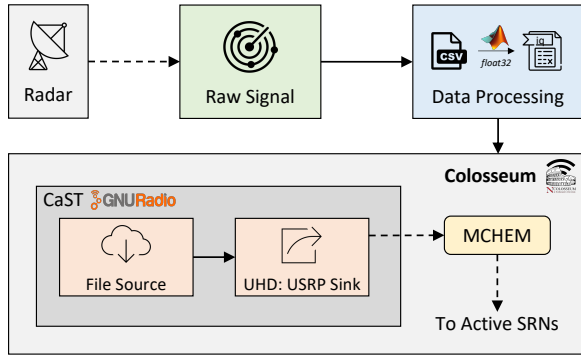 Radar
Raw Signal
CSV
float32
iq
Data Processing
Colosseum
CaST GNURadio
File Source
UHD: USRP Sink
MCHEM
To Active SRNs